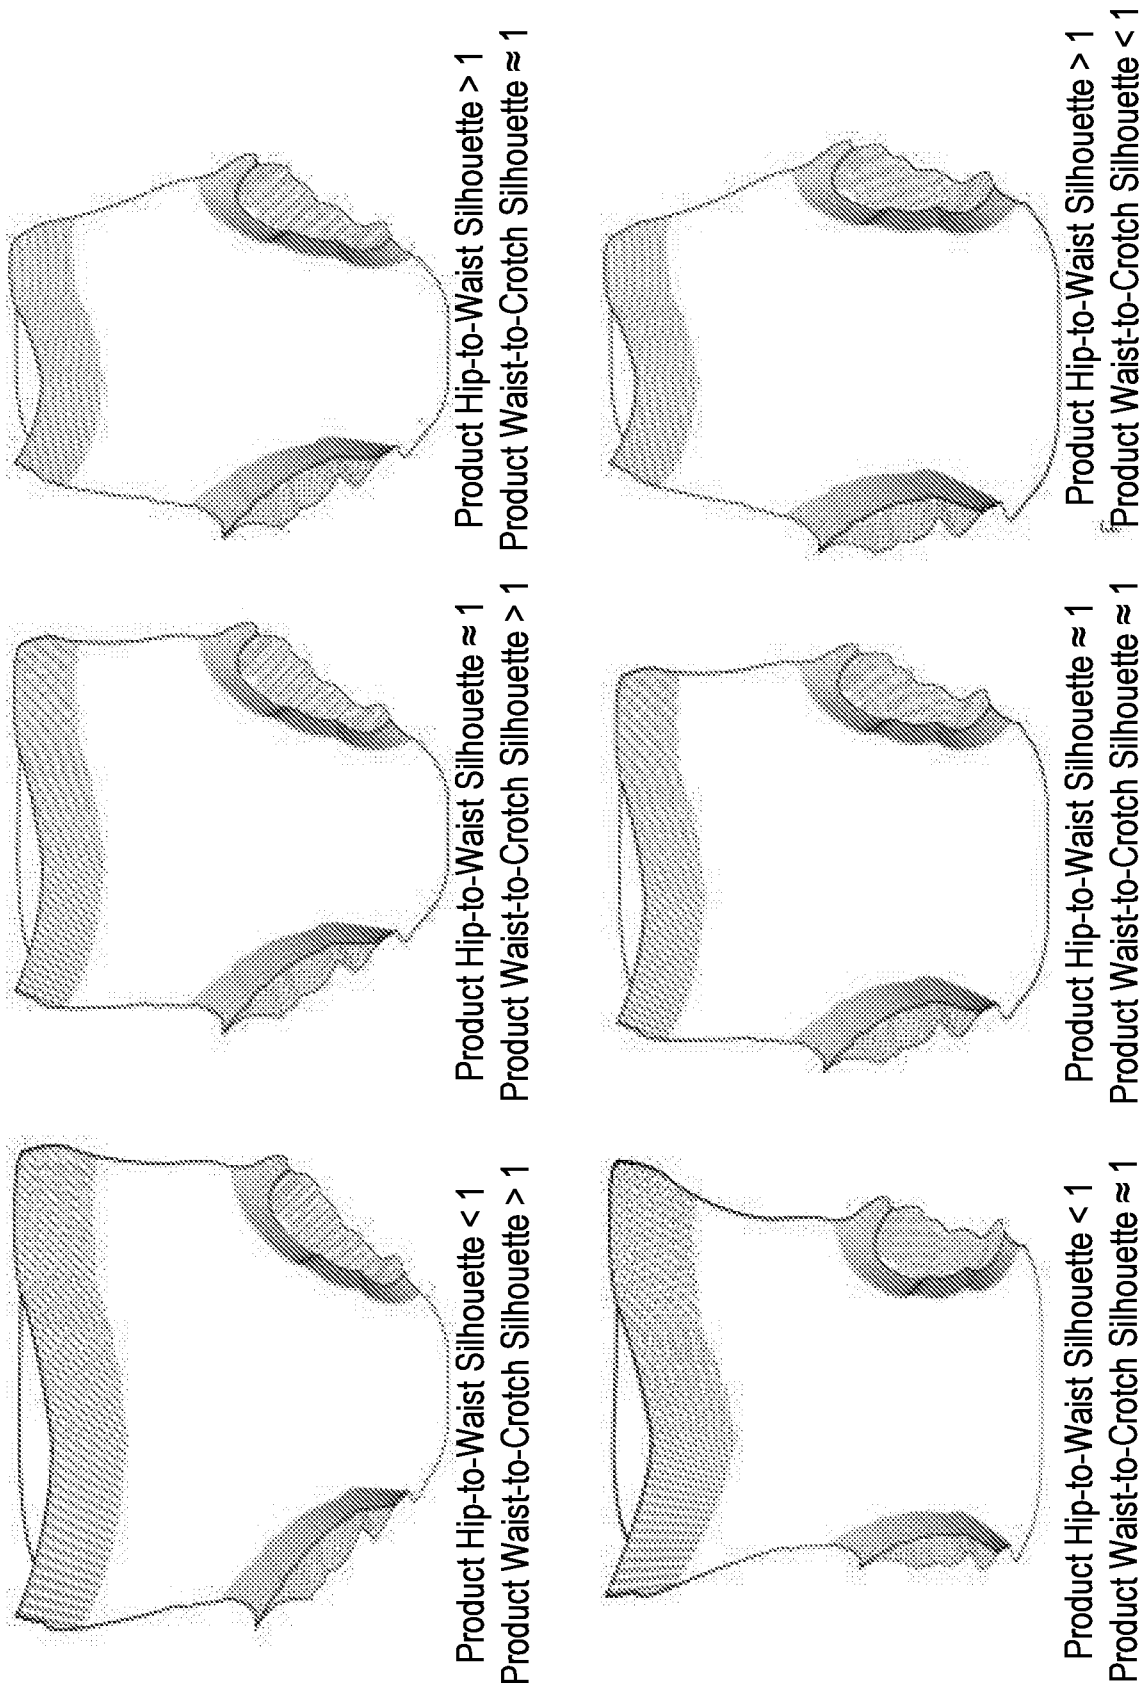 Product Hip-to-Waist Silhouette < 1
Product Waist-to-Crotch Silhouette > 1
Product Hip-to-Waist Silhouette ≈ 1
Product Waist-to-Crotch Silhouette > 1
Product Hip-to-Waist Silhouette > 1
Product Waist-to-Crotch Silhouette ≈ 1
Product Hip-to-Waist Silhouette < 1
Product Waist-to-Crotch Silhouette ≈ 1
Product Hip-to-Waist Silhouette ≈ 1
Product Waist-to-Crotch Silhouette ≈ 1
Product Hip-to-Waist Silhouette > 1
Product Waist-to-Crotch Silhouette < 1